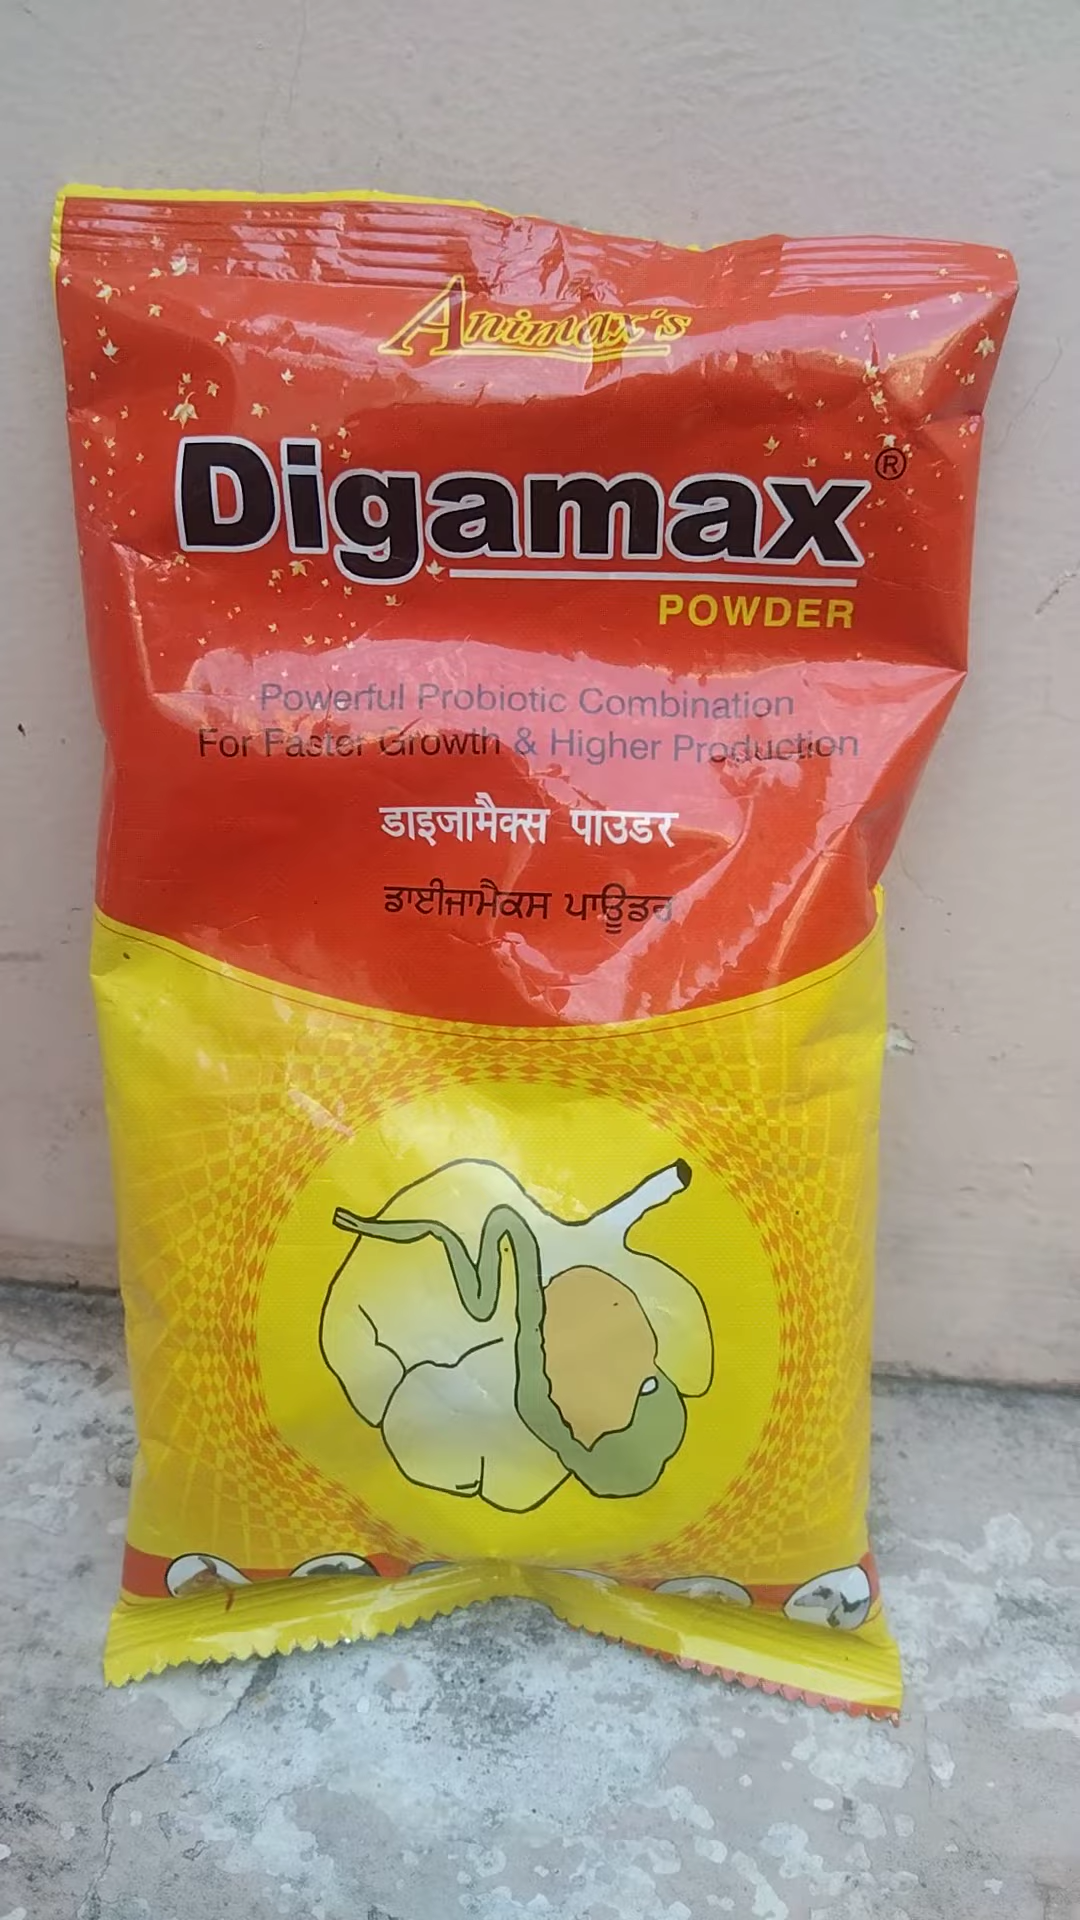 Animax's
Digamax®
POWDER
Powerful Probiotic Combination
For Faster Growth & Higher Production
डाइजामैक्स पाउडर
ਡਾਈਜਾਮੈਕਸ ਪਾਊਡਰ